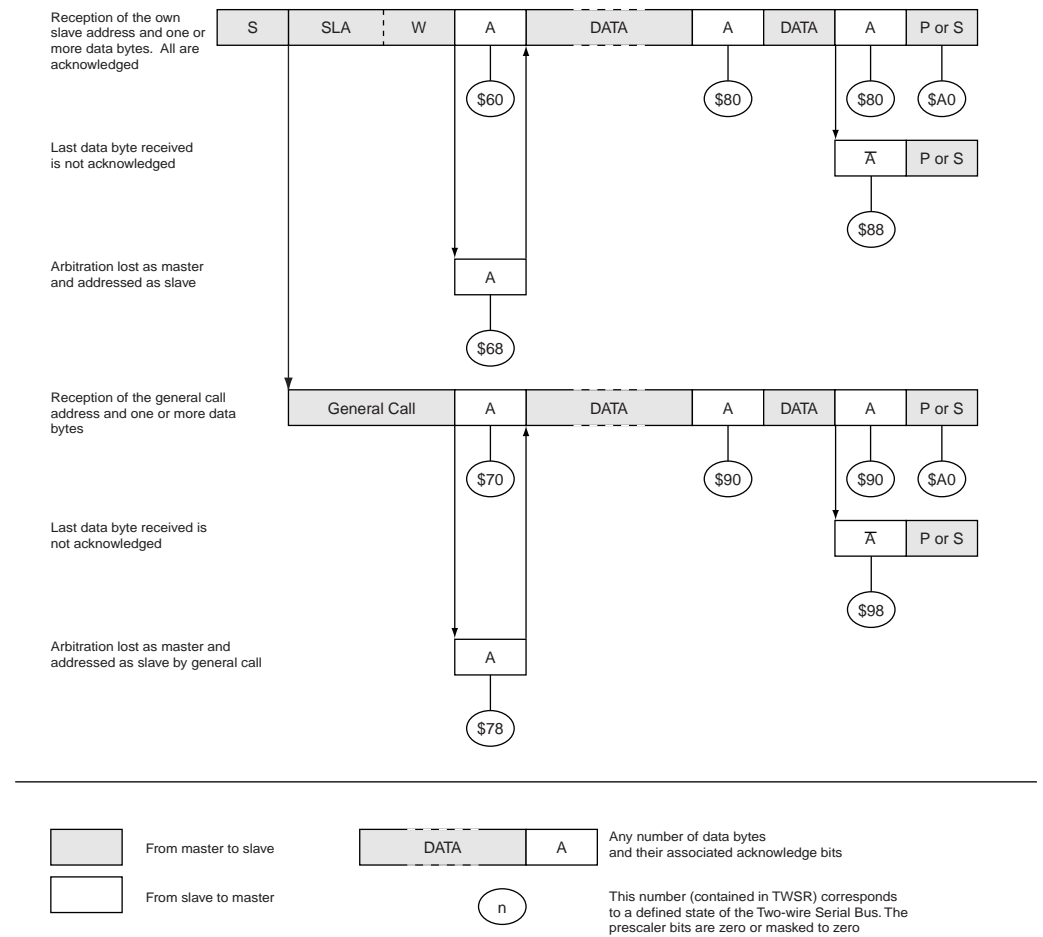 Reception of the own
slave address and one or
more data bytes. All are
acknowledged
S SLA W A DATA A DATA A P or S
$60 $80 $80 $A0
Last data byte received
is not acknowledged
A̅ P or S
$88
Arbitration lost as master
and addressed as slave
A
$68
Reception of the general call
address and one or more data
bytes
General Call A DATA A DATA A P or S
$70 $90 $90 $A0
Last data byte received is
not acknowledged
A̅ P or S
$98
Arbitration lost as master and
addressed as slave by general call
A
$78
From master to slave
DATA A
Any number of data bytes
and their associated acknowledge bits
From slave to master
n
This number (contained in TWSR) corresponds
to a defined state of the Two-wire Serial Bus. The
prescaler bits are zero or masked to zero